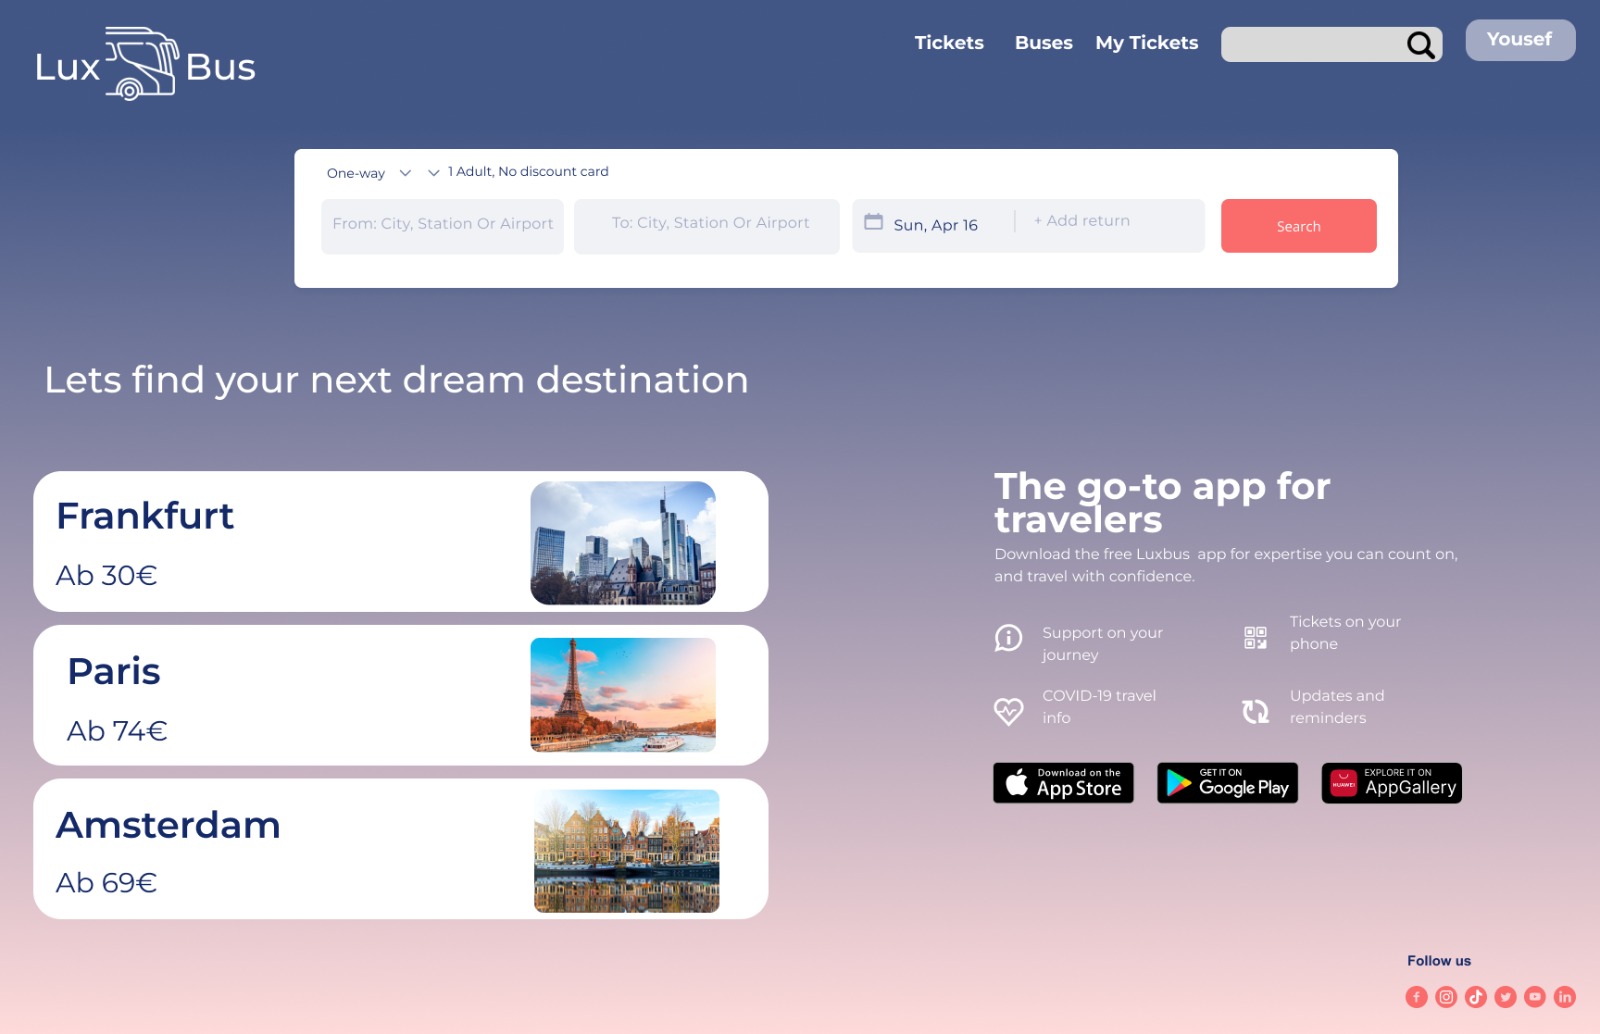 Lux Bus
Tickets Buses My Tickets
Yousef
One-way 1 Adult, No discount card
From: City, Station Or Airport
To: City, Station Or Airport
Sun, Apr 16
+ Add return
Search
Lets find your next dream destination
Frankfurt
Ab 30€
Paris
Ab 74€
Amsterdam
Ab 69€
The go-to app for
travelers
Download the free Luxbus  app for expertise you can count on,
and travel with confidence.
Support on your
journey
Tickets on your
phone
COVID-19 travel
info
Updates and
reminders
Download on the
App Store
GET IT ON
Google Play
HUAWEI
EXPLORE IT ON
AppGallery
Follow us